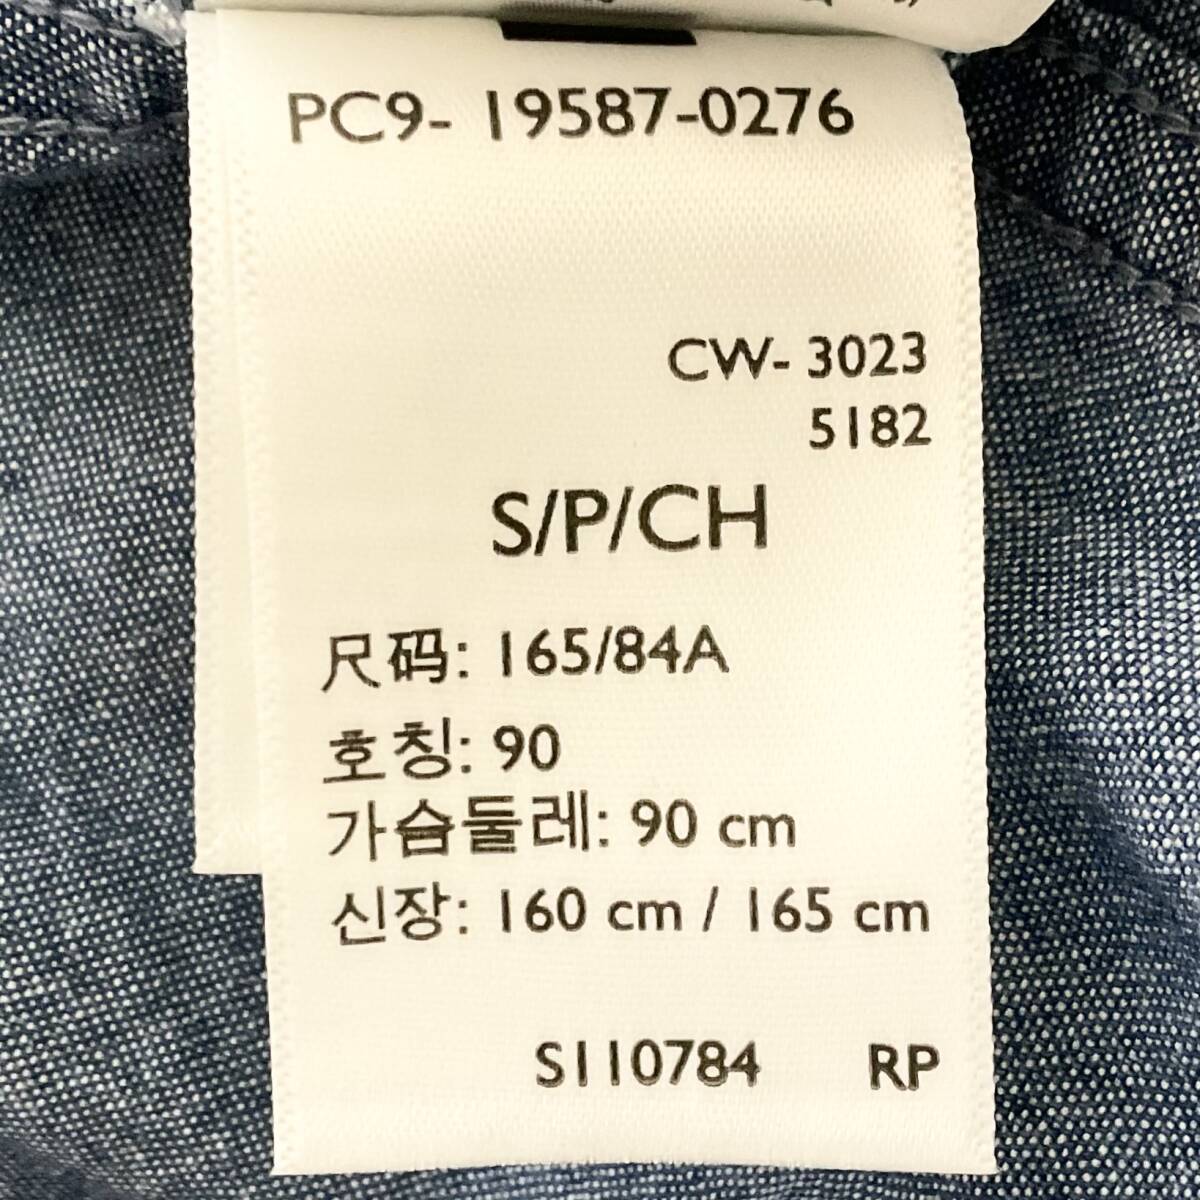 PC9- 19587-0276
CW- 3023
5182
S/P/CH
尺码: 165/84A
호칭: 90
가슴둘레: 90 cm
신장: 160 cm / 165 cm
S110784 RP